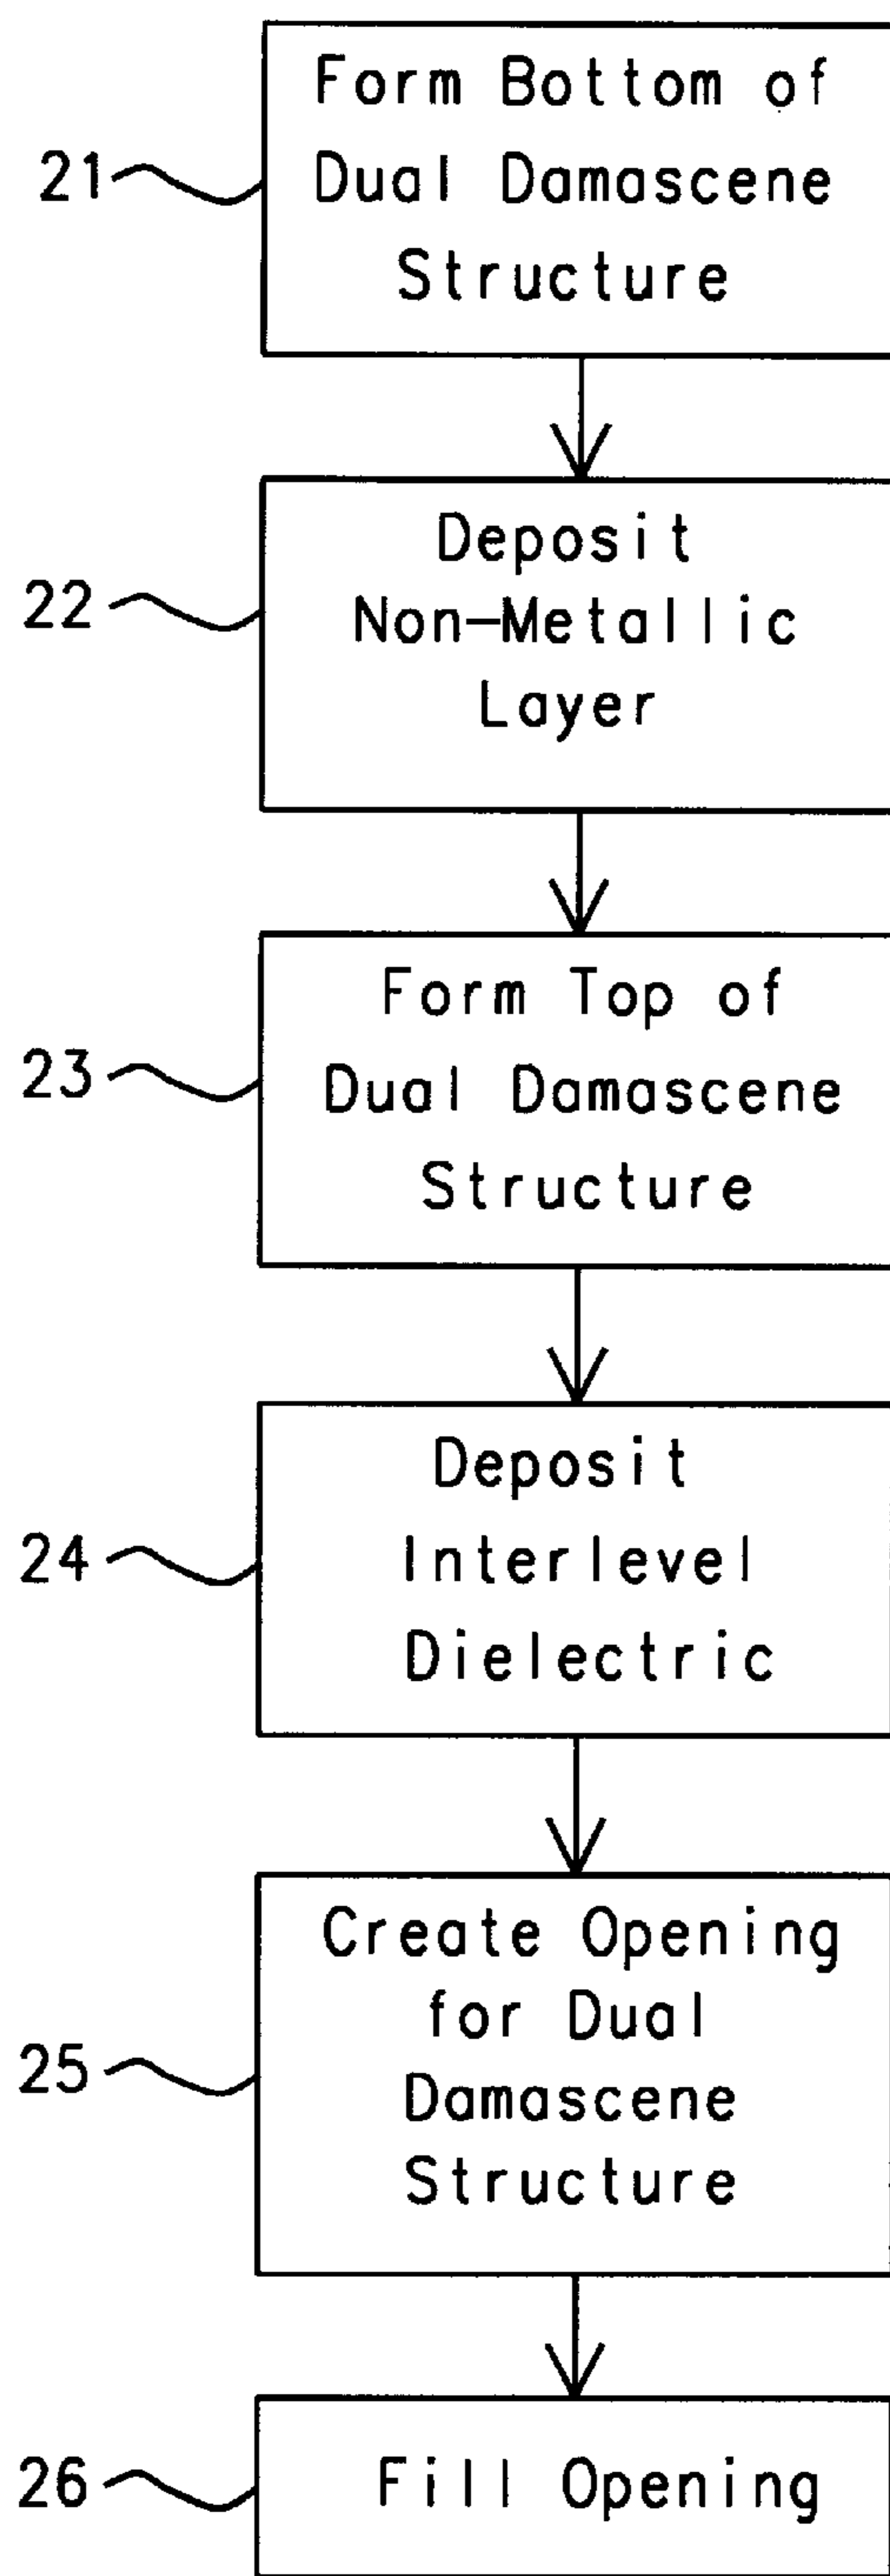 Form Bottom of
21
Dual Damascene
Structure
Deposit
22
Non-Metallic
Layer
Form Top of
23
Dual Damascene
Structure
Deposit
24
Interlevel
Dielectric
Create Opening
for Dual
25
Damascene
Structure
26
Fill Opening